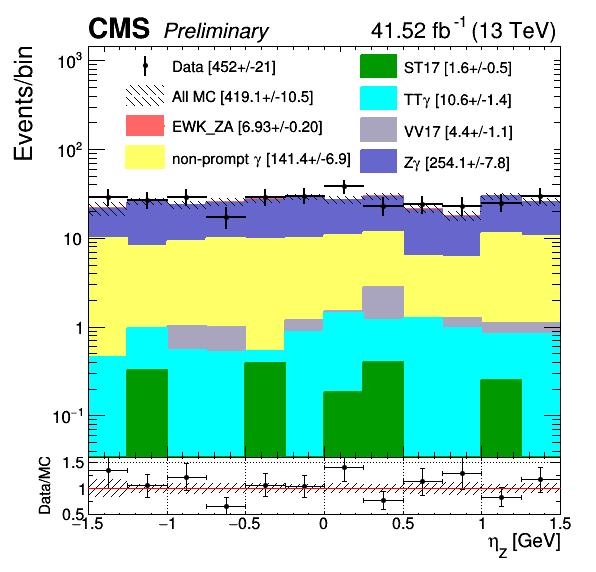 CMS Preliminary 41.52 fb⁻¹ (13 TeV)
Events/bin
10³
10²
10
1
10⁻¹
Data [452+/-21]
All MC [419.1+/-10.5]
EWK_ZA [6.93+/-0.20]
non-prompt γ [141.4+/-6.9]
ST17 [1.6+/-0.5]
TTγ [10.6+/-1.4]
VV17 [4.4+/-1.1]
Zγ [254.1+/-7.8]
Data/MC
1.5
1
0.5
−1.5 −1 −0.5 0 0.5 1 1.5
η_Z [GeV]